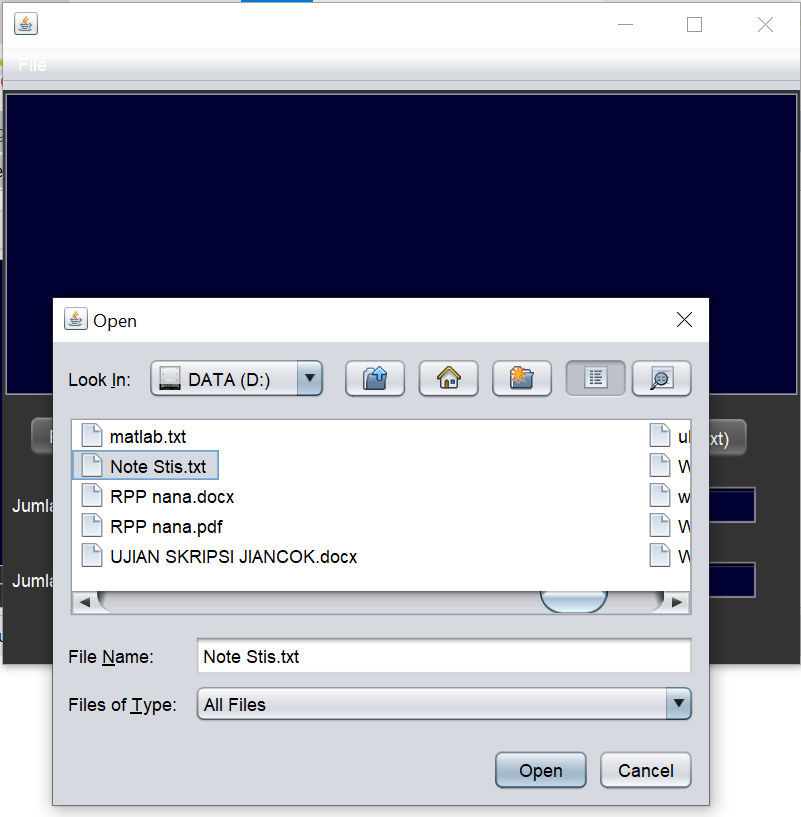 File
Open
Look In: DATA (D:)
matlab.txt
Note Stis.txt
xt)
RPP nana.docx
RPP nana.pdf
UJIAN SKRIPSI JIANCOK.docx
Jumla
Jumla
File Name: Note Stis.txt
Files of Type: All Files
Open Cancel